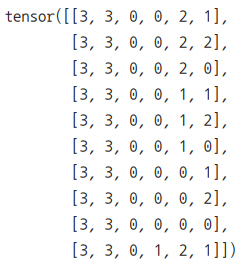 tensor([[3, 3, 0, 0, 2, 1],
[3, 3, 0, 0, 2, 2],
[3, 3, 0, 0, 2, 0],
[3, 3, 0, 0, 1, 1],
[3, 3, 0, 0, 1, 2],
[3, 3, 0, 0, 1, 0],
[3, 3, 0, 0, 0, 1],
[3, 3, 0, 0, 0, 2],
[3, 3, 0, 0, 0, 0],
[3, 3, 0, 1, 2, 1]])